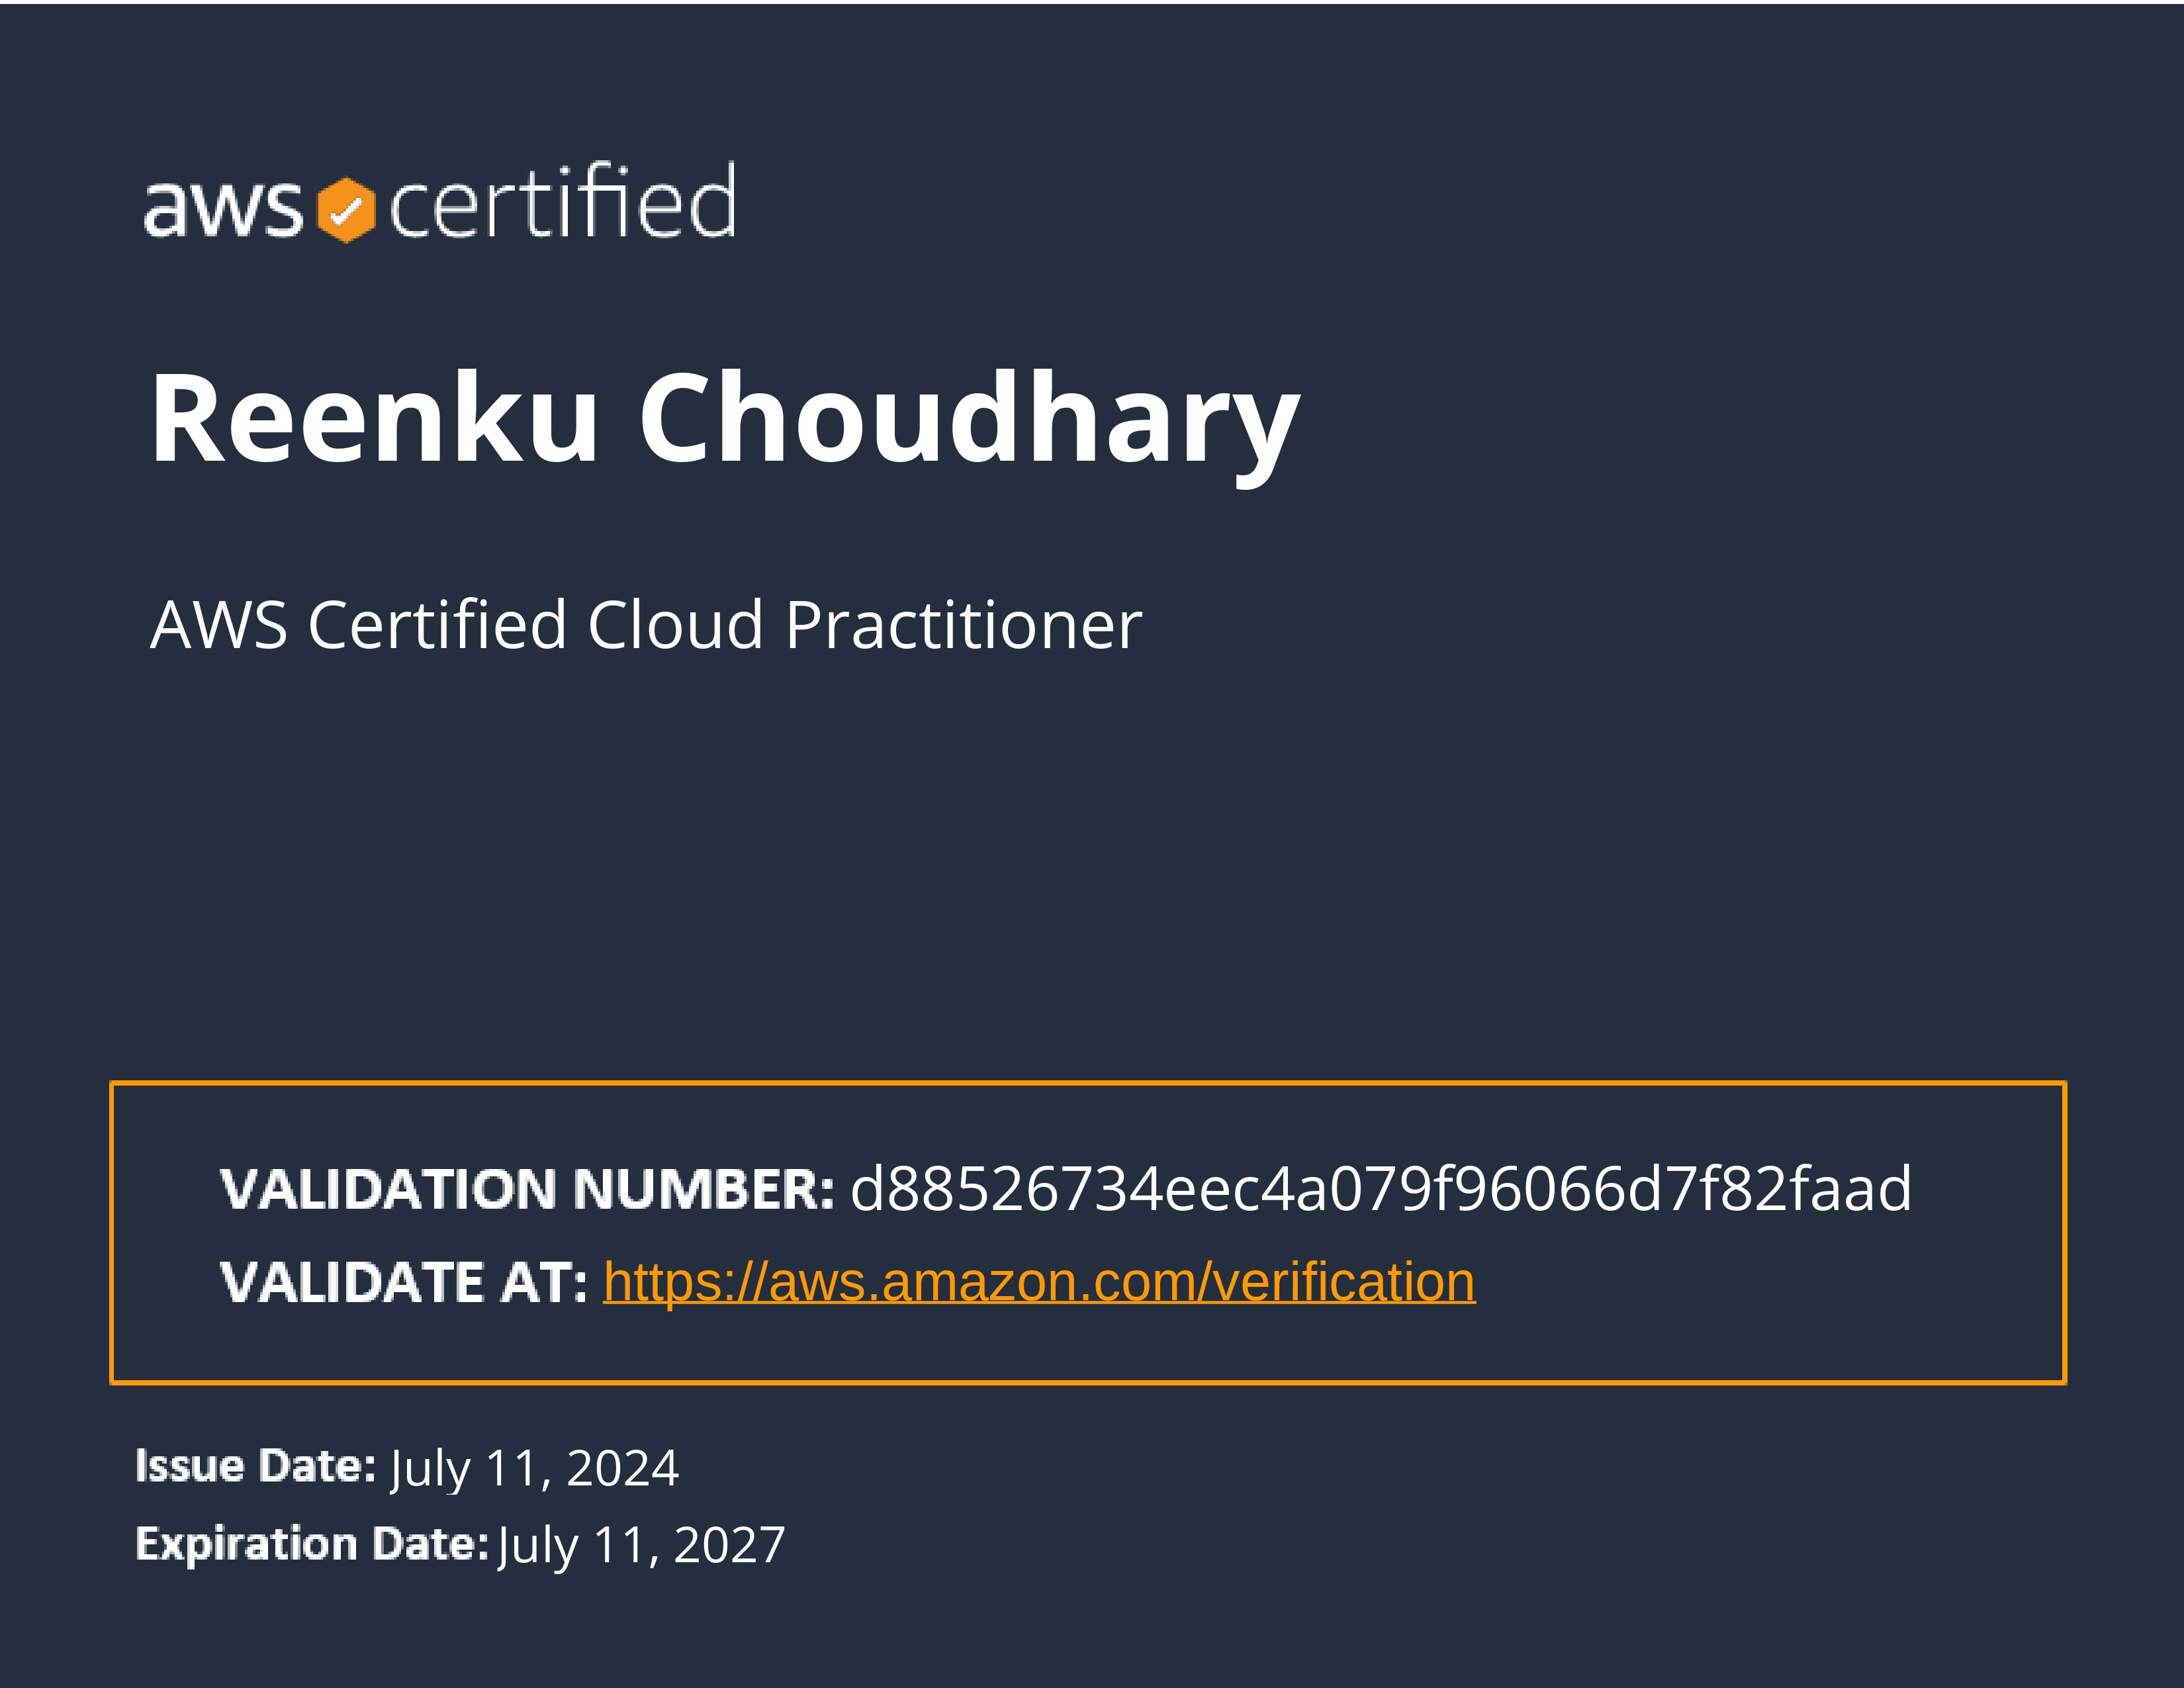 aws certified
Reenku Choudhary
AWS Certified Cloud Practitioner
VALIDATION NUMBER: d88526734eec4a079f96066d7f82faad
VALIDATE AT: https://aws.amazon.com/verification
Issue Date: July 11, 2024
Expiration Date: July 11, 2027